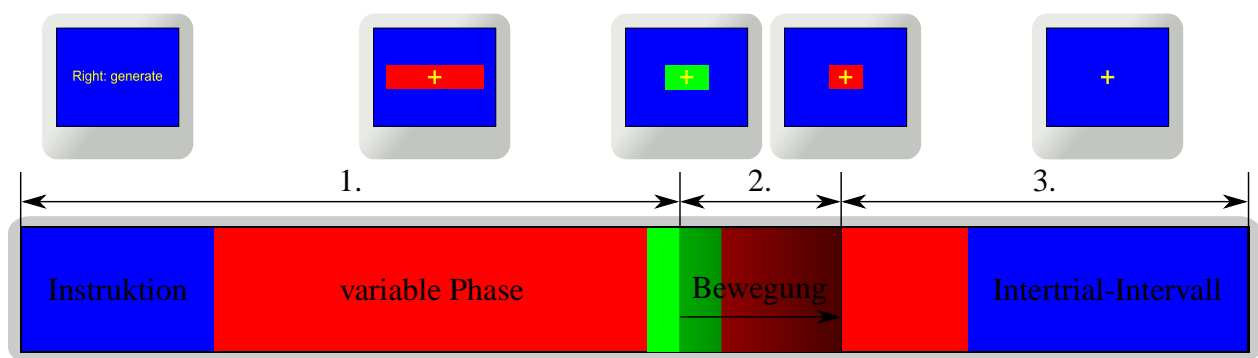 Right: generate
1.
2.
3.
Instruktion
variable Phase
Bewegung
Intertrial-Intervall